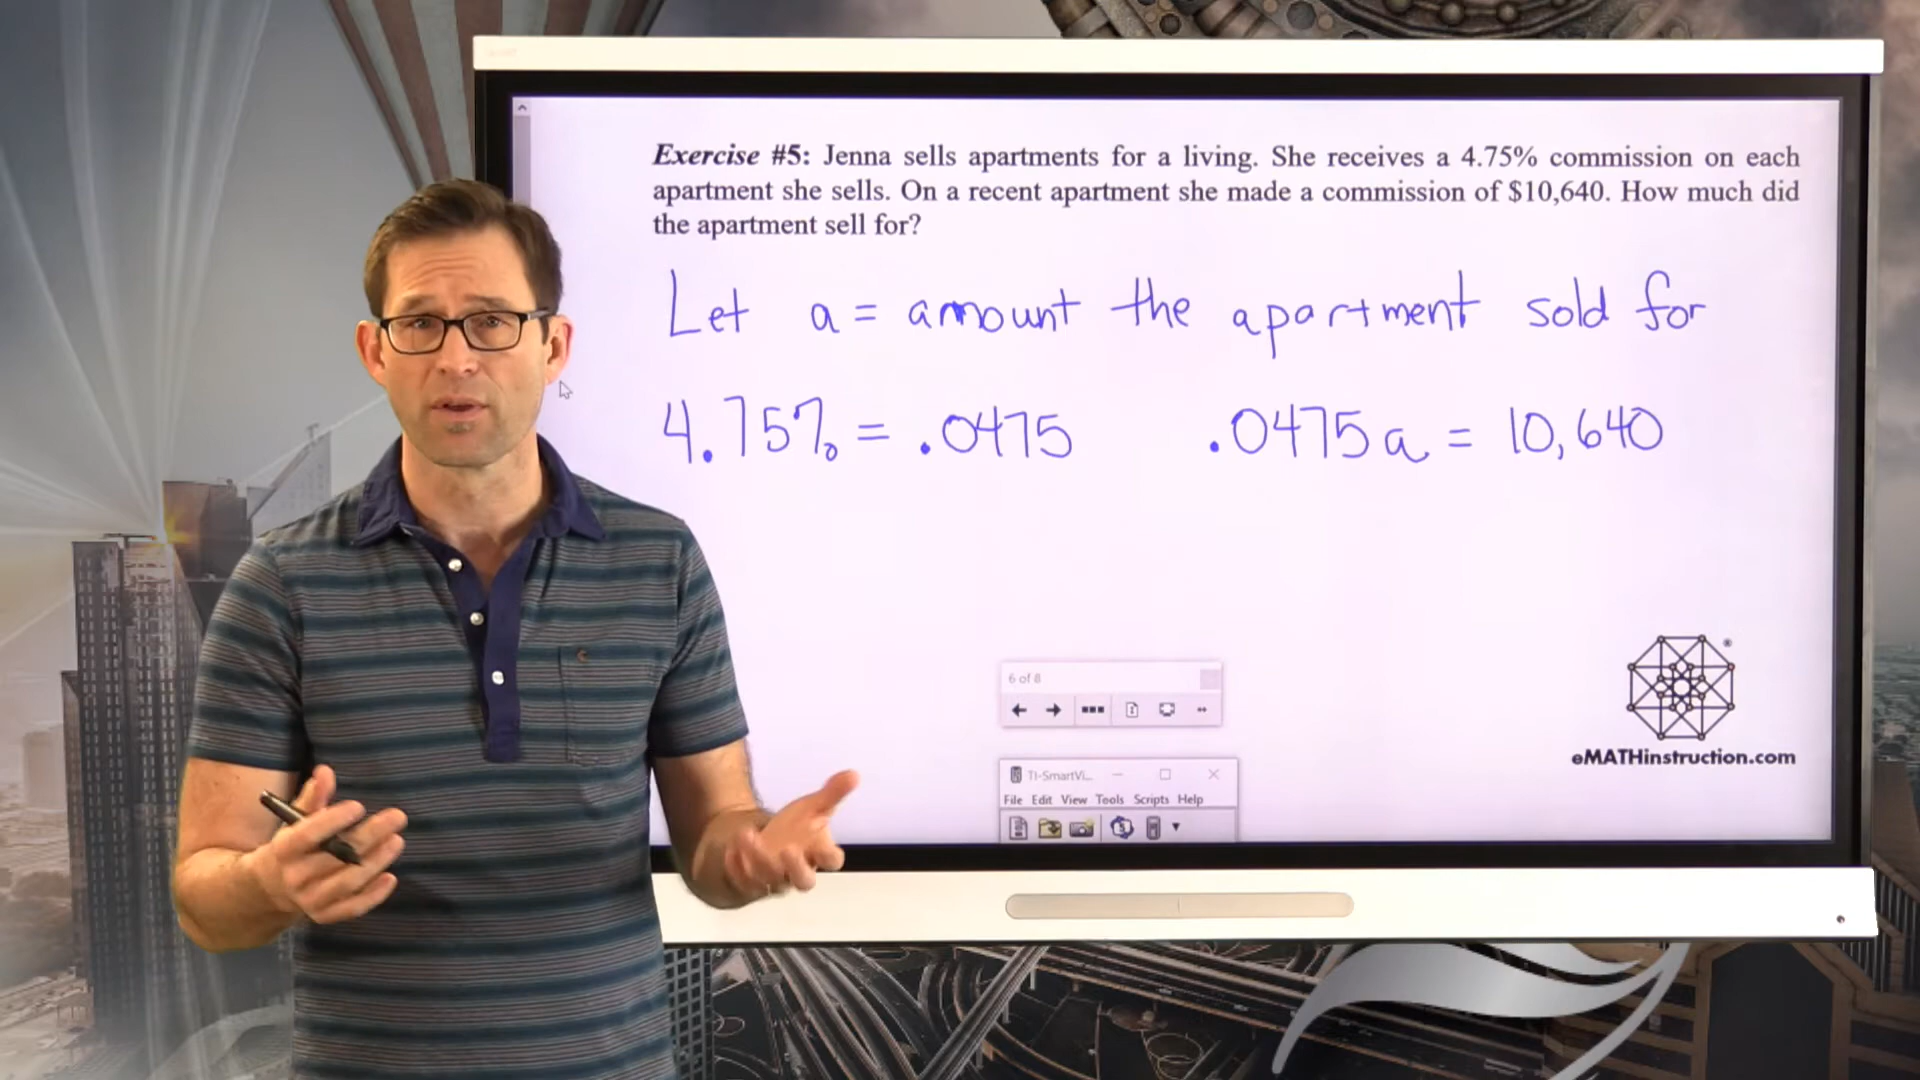 Exercise #5: Jenna sells apartments for a living. She receives a 4.75% commission on each
apartment she sells. On a recent apartment she made a commission of $10,640. How much did
the apartment sell for?
Let a = amount the apartment sold for
4.75% = .0475 .0475a = 10,640
6 of 8
®
eMATHinstruction.com
TI-SmartVi...
File Edit View Tools Scripts Help